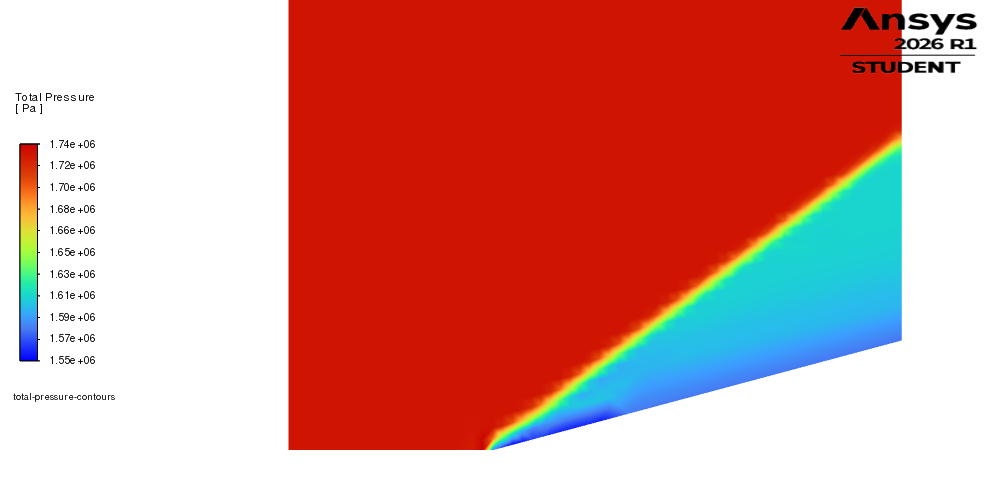 Ansys
2026 R1
STUDENT
Total Pressure
[ Pa ]
1.74e +06
1.72e +06
1.70e +06
1.68e +06
1.66e +06
1.65e +06
1.63e +06
1.61e +06
1.59e +06
1.57e +06
1.55e +06
total-pressure-contours